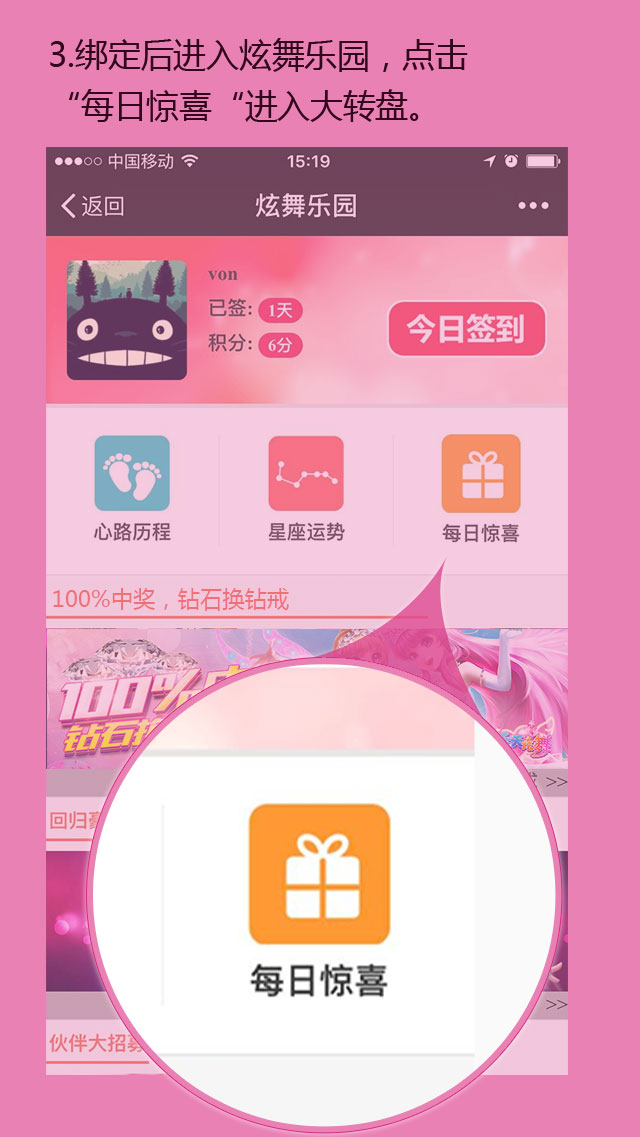 3.绑定后进入炫舞乐园，点击
“每日惊喜“进入大转盘。
中国移动 15:19
返回 炫舞乐园
von
已签: 1天
积分: 6分
今日签到
心路历程 星座运势 每日惊喜
100%中奖，钻石换钻戒
100%
钻石
>>
回归
每日惊喜
>>
伙伴大招募